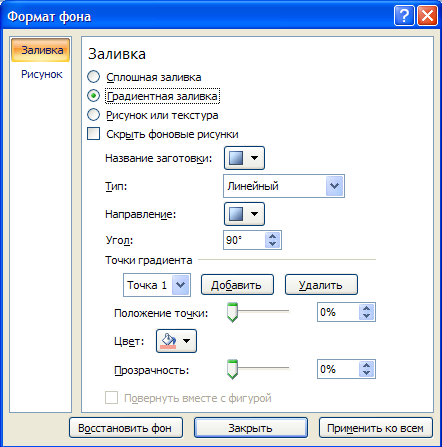 Формат фона
Заливка
Рисунок
Заливка
Сплошная заливка
Градиентная заливка
Рисунок или текстура
Скрыть фоновые рисунки
Название заготовки:
Тип: Линейный
Направление:
Угол: 90°
Точки градиента
Точка 1 Добавить Удалить
Положение точки: 0%
Цвет:
Прозрачность: 0%
Повернуть вместе с фигурой
Восстановить фон Закрыть Применить ко всем